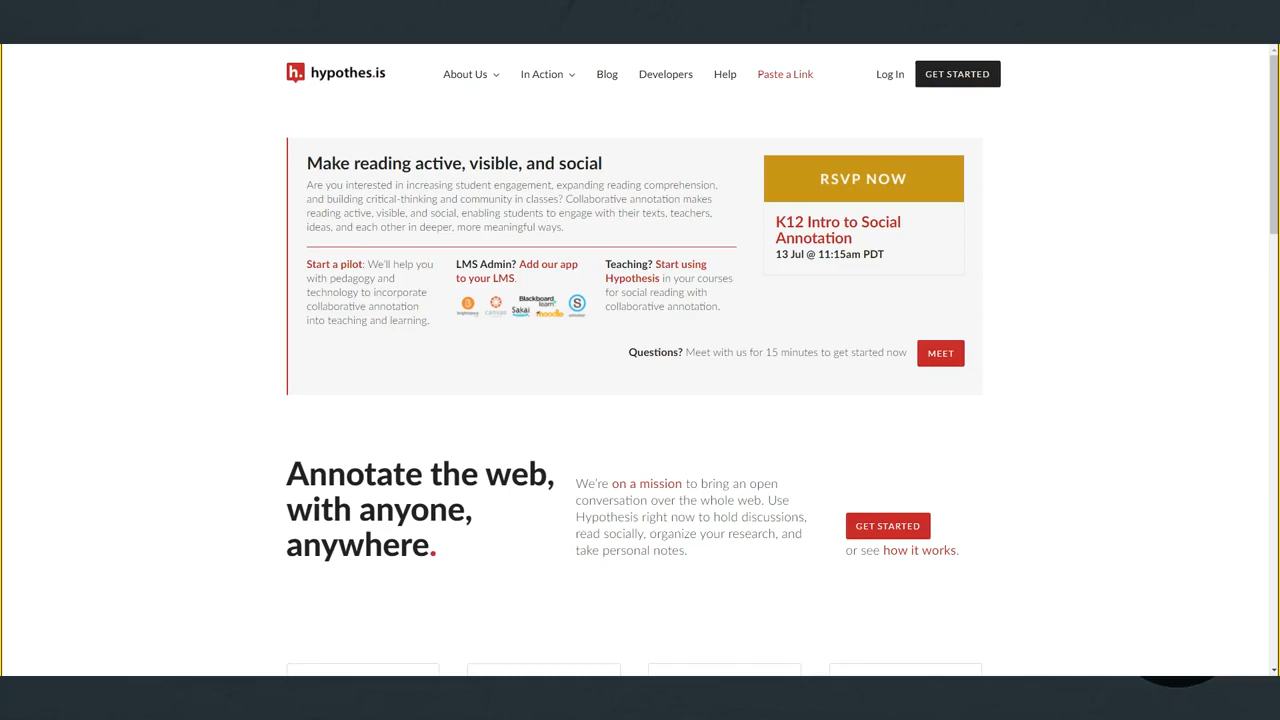 hypothes.is
About Us
In Action
Blog
Developers
Help
Paste a Link
Log In
GET STARTED
Make reading active, visible, and social
Are you interested in increasing student engagement, expanding reading comprehension,
and building critical-thinking and community in classes? Collaborative annotation makes
reading active, visible, and social, enabling students to engage with their texts, teachers,
ideas, and each other in deeper, more meaningful ways.
Start a pilot: We'll help you
with pedagogy and
technology to incorporate
collaborative annotation
into teaching and learning.
LMS Admin? Add our app
to your LMS.
brightspace
canvas
Sakai
Blackboard
learn
moodle
schoology
Teaching? Start using
Hypothesis in your courses
for social reading with
collaborative annotation.
RSVP NOW
K12 Intro to Social
Annotation
13 Jul @ 11:15am PDT
Questions? Meet with us for 15 minutes to get started now
MEET
Annotate the web,
with anyone,
anywhere.
We're on a mission to bring an open
conversation over the whole web. Use
Hypothesis right now to hold discussions,
read socially, organize your research, and
take personal notes.
GET STARTED
or see how it works.